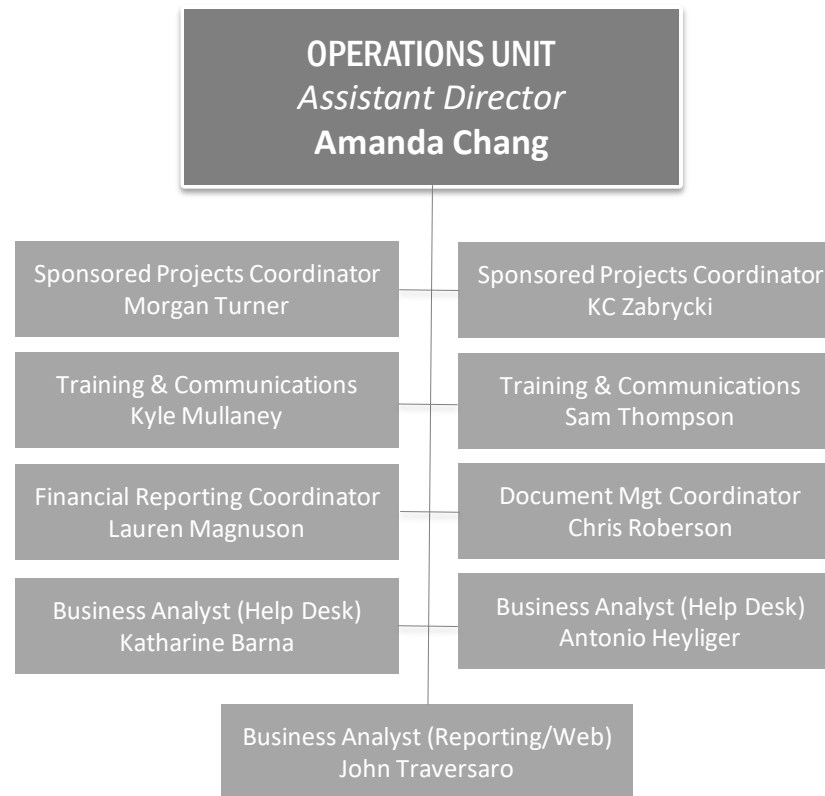 OPERATIONS UNIT
Assistant Director
Amanda Chang
Sponsored Projects Coordinator
Morgan Turner
Sponsored Projects Coordinator
KC Zabrycki
Training & Communications
Kyle Mullaney
Training & Communications
Sam Thompson
Financial Reporting Coordinator
Lauren Magnuson
Document Mgt Coordinator
Chris Roberson
Business Analyst (Help Desk)
Katharine Barna
Business Analyst (Help Desk)
Antonio Heyliger
Business Analyst (Reporting/Web)
John Traversaro